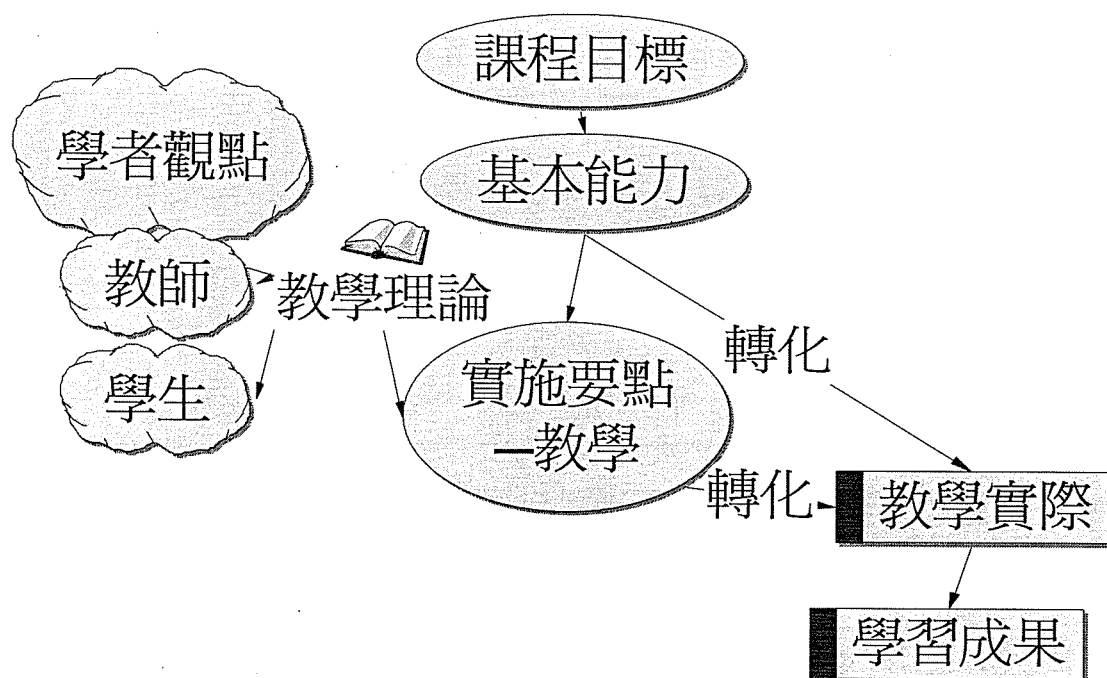 課程目標
學者觀點
基本能力
教師
教學理論
轉化
學生
實施要點
—教學
轉化
教學實際
學習成果